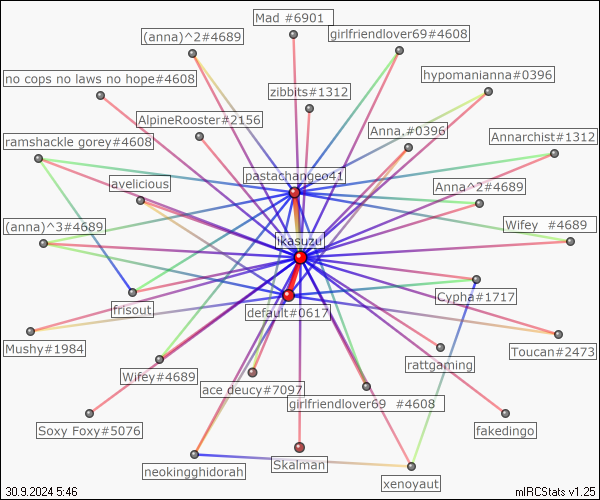 Mad #6901
(anna)^2#4689
girlfriendlover69#4608
no cops no laws no hope#4608
hypomanianna#0396
zibbits#1312
AlpineRooster#2156
Anna.#0396
ramshackle gorey#4608
Annarchist#1312
pastachangeo41
avelicious
Anna^2#4689
(anna)^3#4689
Wifey #4689
ikasuzu
Cypha#1717
frisout
default#0617
Mushy#1984
Toucan#2473
rattgaming
Wifey#4689
ace deucy#7097
girlfriendlover69 #4608
Soxy Foxy#5076
fakedingo
Skalman
neokingghidorah
xenoyaut
30.9.2024 5:46
mIRCStats v1.25